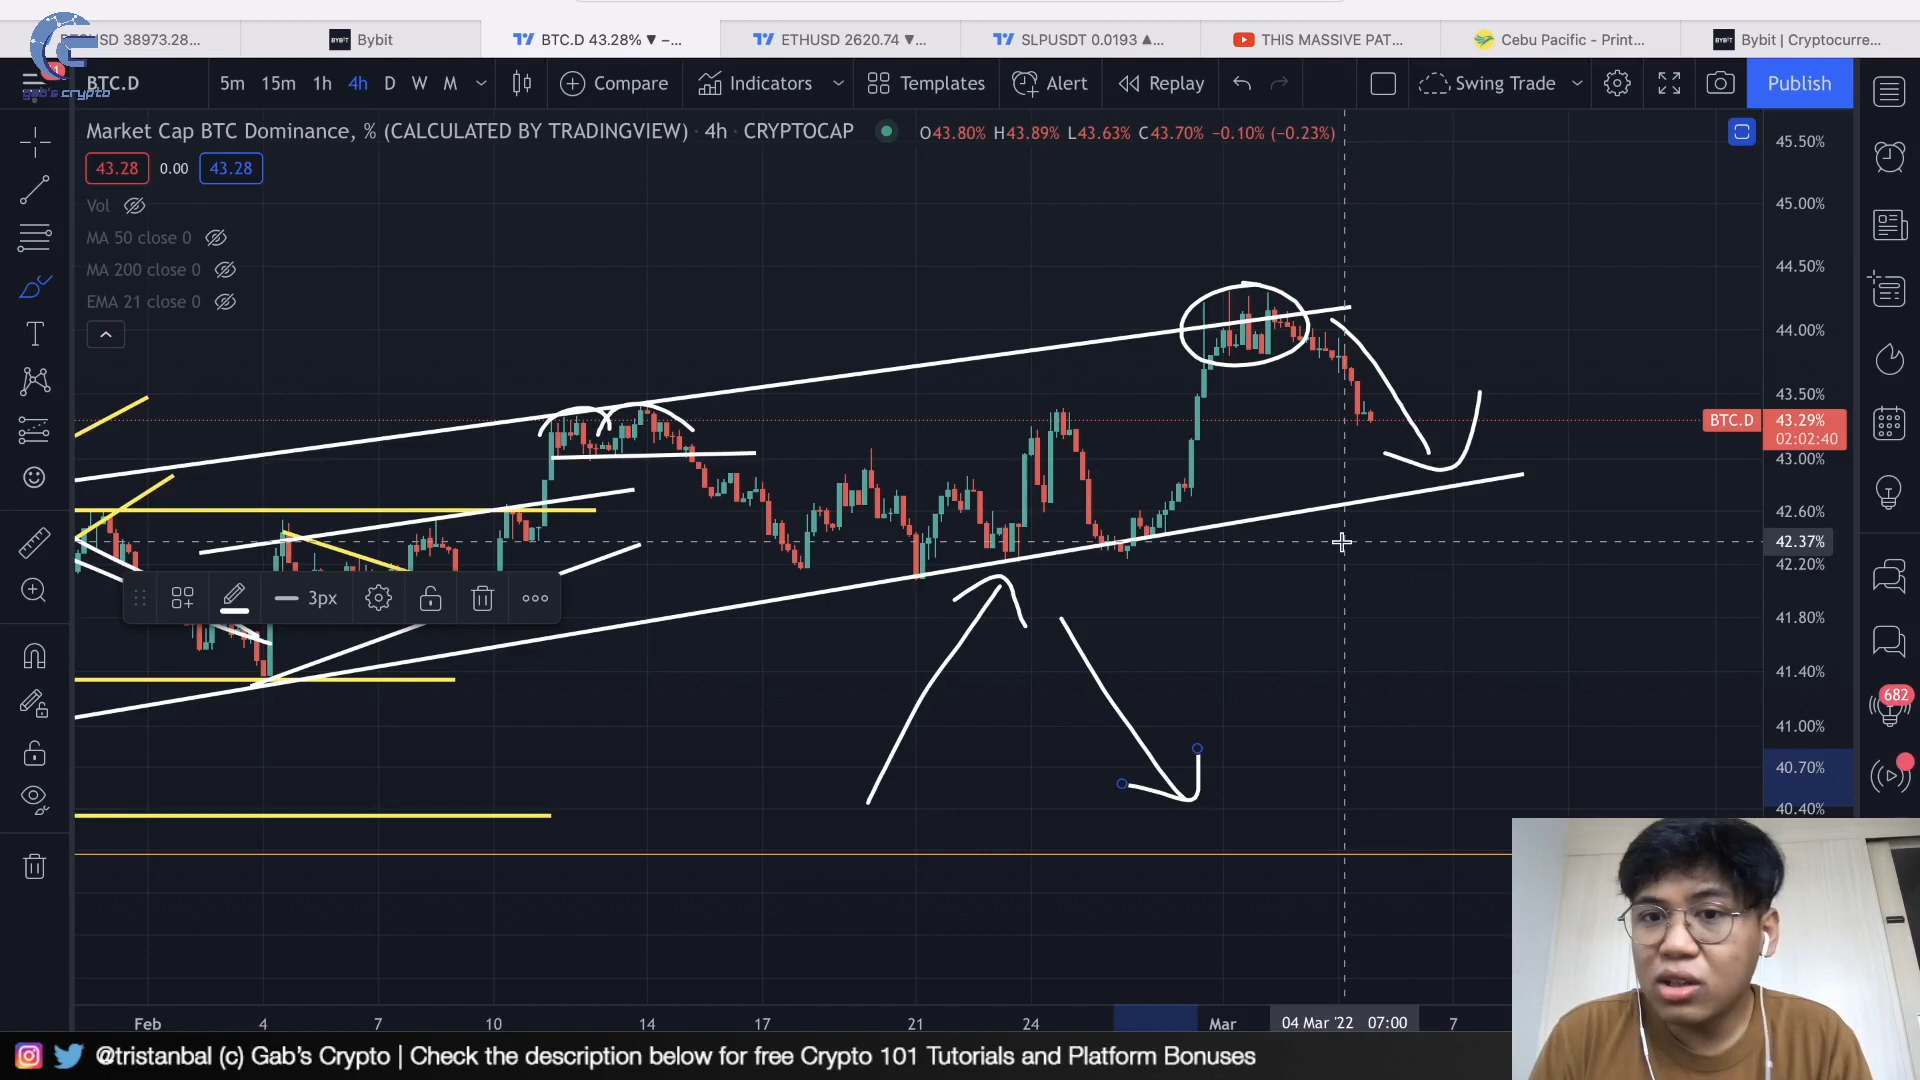 USD 38973.28...
Bybit
BTC.D 43.28% ▼ –...
ETHUSD 2620.74 ▼...
SLPUSDT 0.0193 ▲...
THIS MASSIVE PAT...
Cebu Pacific - Print...
Bybit | Cryptocurre...
gab's crypto
1
BTC.D
5m 15m 1h 4h D W M
Compare
Indicators
Templates
Alert
Replay
Swing Trade
Publish
Market Cap BTC Dominance, % (CALCULATED BY TRADINGVIEW) · 4h · CRYPTOCAP
O43.80% H43.89% L43.63% C43.70% −0.10% (−0.23%)
43.28 0.00 43.28
Vol
MA 50 close 0
MA 200 close 0
EMA 21 close 0
45.50%
45.00%
44.50%
44.00%
43.50%
BTC.D 43.29%
02:02:40
43.00%
42.60%
42.37%
42.20%
41.80%
41.40%
41.00%
40.70%
40.40%
3px
682
Feb 4 7 10 14 17 21 24 Mar 04 Mar '22 07:00 7
@tristanbal (c) Gab's Crypto | Check the description below for free Crypto 101 Tutorials and Platform Bonuses